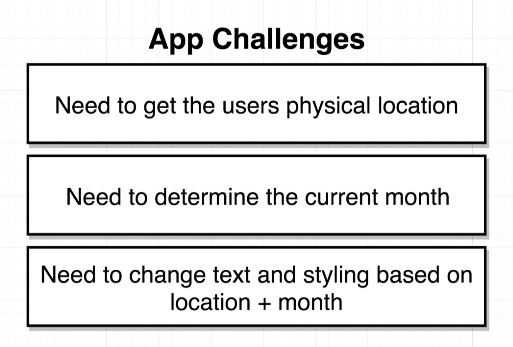 App Challenges
Need to get the users physical location
Need to determine the current month
Need to change text and styling based on
location + month